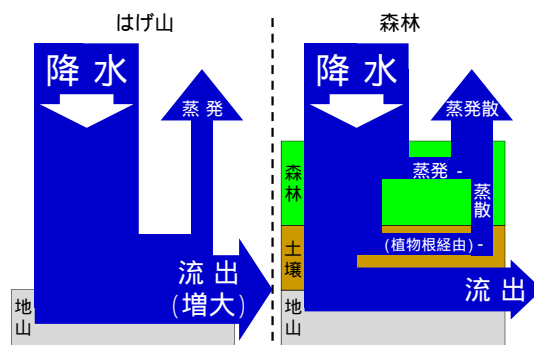 はげ山
森林
降水
蒸発
流出
(増大)
地山
降水
蒸発散
森林
蒸発 -
蒸散
土壌
(植物根経由) -
流出
地山